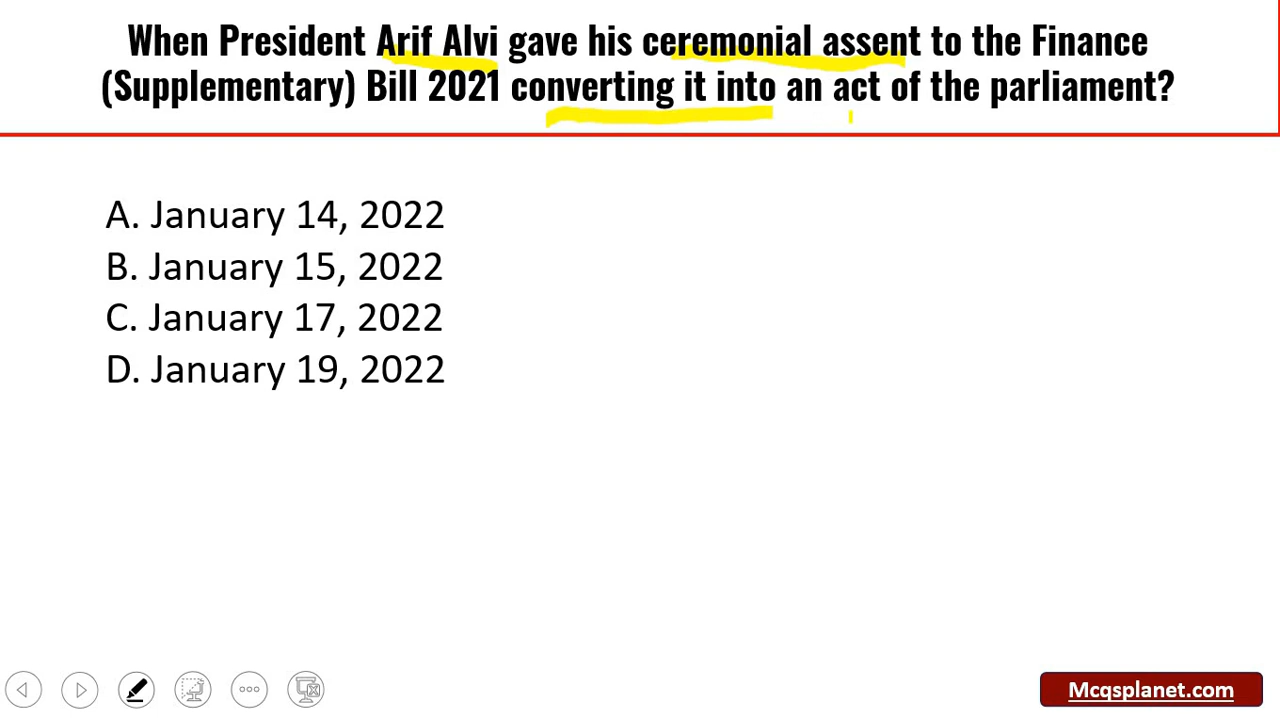 When President Arif Alvi gave his ceremonial assent to the Finance
(Supplementary) Bill 2021 converting it into an act of the parliament?
A. January 14, 2022
B. January 15, 2022
C. January 17, 2022
D. January 19, 2022
Mcqsplanet.com